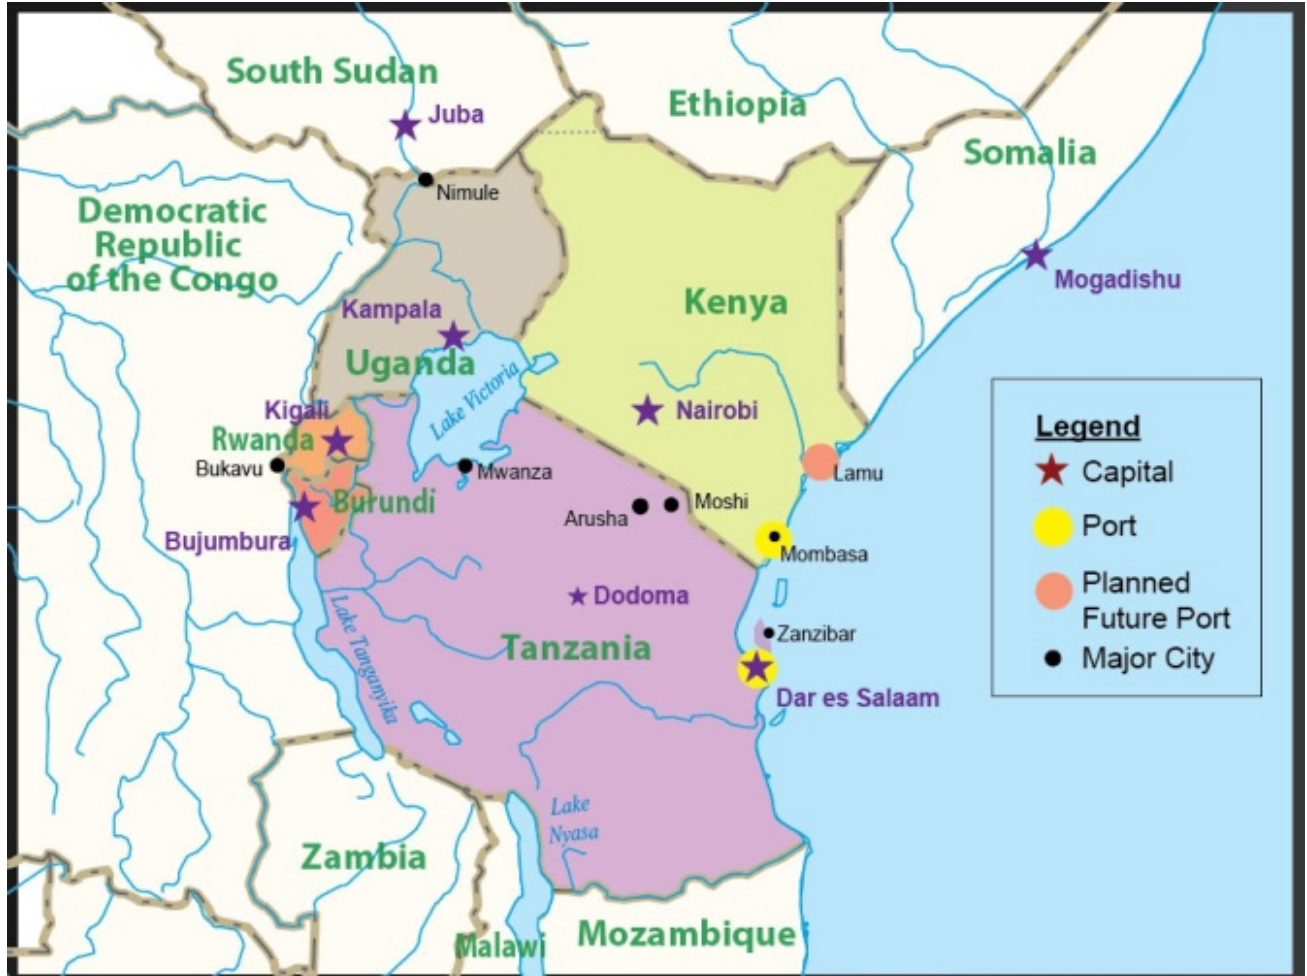 South Sudan
Ethiopia
Juba
Somalia
Nimule
Democratic
Republic
of the Congo
Mogadishu
Kenya
Kampala
Uganda
Lake Victoria
Kigali
Nairobi
Rwanda
Bukavu
Mwanza
Lamu
Burundi
Arusha
Moshi
Bujumbura
Mombasa
Dodoma
Lake Tanganyika
Zanzibar
Tanzania
Dar es Salaam
Lake
Nyasa
Zambia
Malawi
Mozambique
Legend
Capital
Port
Planned
Future Port
Major City